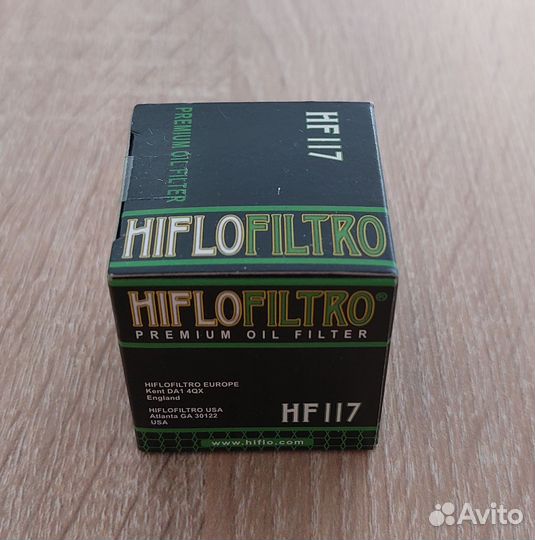 PREMIUM OIL FILTER
HF117
HIFLOFILTRO
HIFLOFILTRO®
PREMIUM OIL FILTER
HIFLOFILTRO EUROPE
Kent DA1 4QX
England
HIFLOFILTRO USA
Atlanta GA 30122
USA
HF117
www.hiflo.com
Avito